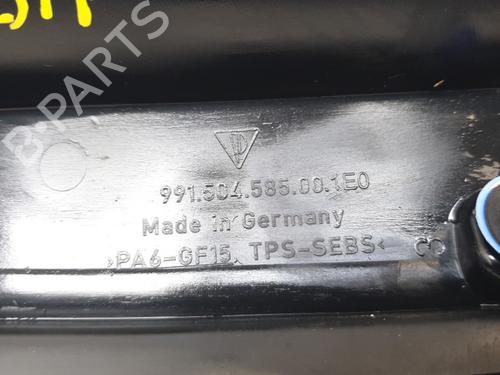 B-PARTS
991.504.585.00.1E0
Made in Germany
>PA6-GF15, TPS-SEBS<